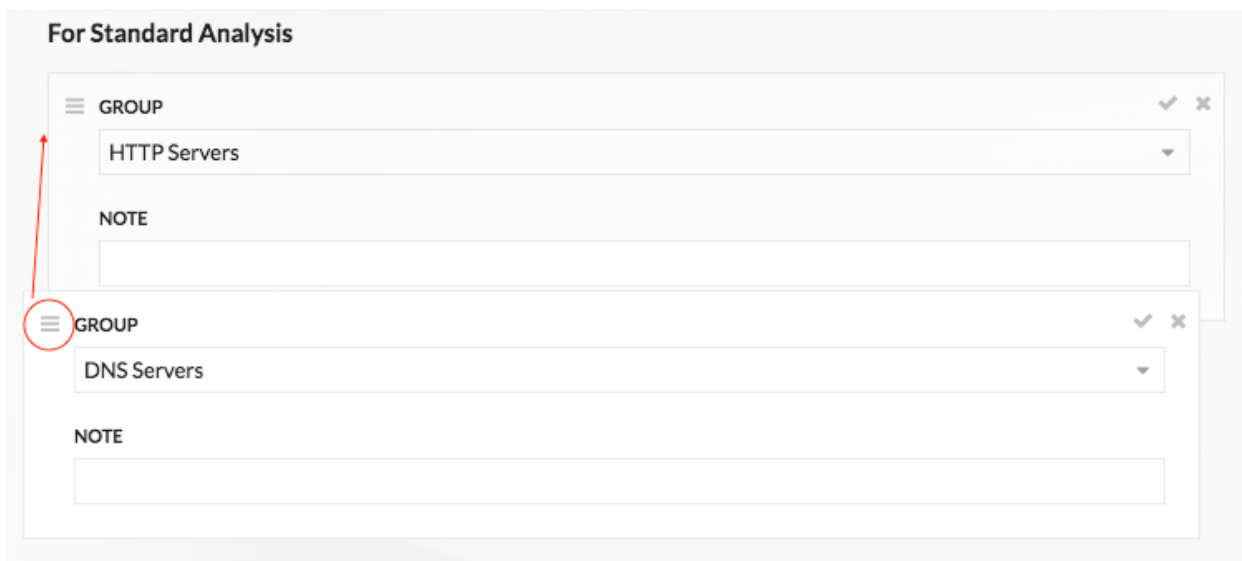 For Standard Analysis
GROUP
HTTP Servers
NOTE
GROUP
DNS Servers
NOTE